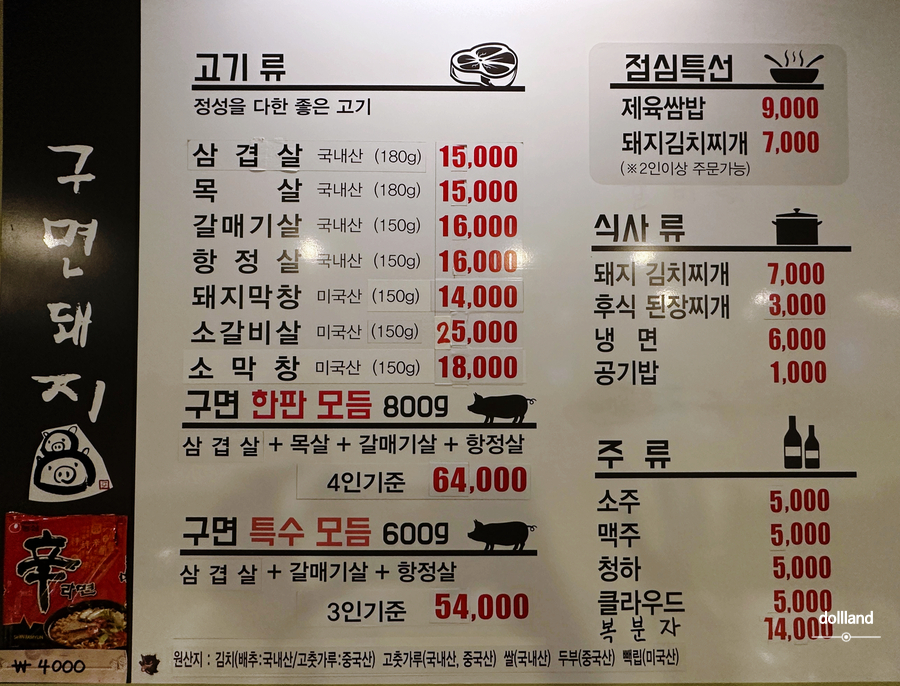 구면돼지
辛라면
₩ 4000
고기 류
정성을 다한 좋은 고기
삼 겹 살 국내산 (180g) 15,000
목 살 국내산 (180g) 15,000
갈매기살 국내산 (150g) 16,000
항 정 살 국내산 (150g) 16,000
돼지막창 미국산 (150g) 14,000
소갈비살 미국산 (150g) 25,000
소 막 창 미국산 (150g) 18,000
구면 한판 모듬 800g
삼 겹 살 + 목살 + 갈매기살 + 항정살
4인기준 64,000
구면 특수 모듬 600g
삼 겹 살 + 갈매기살 + 항정살
3인기준 54,000
점심특선
제육쌈밥 9,000
돼지김치찌개 7,000
(※2인이상 주문가능)
식사 류
돼지 김치찌개 7,000
후식 된장찌개 3,000
냉 면 6,000
공기밥 1,000
주 류
소주 5,000
맥주 5,000
청하 5,000
클라우드 5,000
복 분 자 14,000
dollland
원산지 : 김치(배추:국내산/고춧가루:중국산) 고춧가루(국내산, 중국산) 쌀(국내산) 두부(중국산) 빽립(미국산)